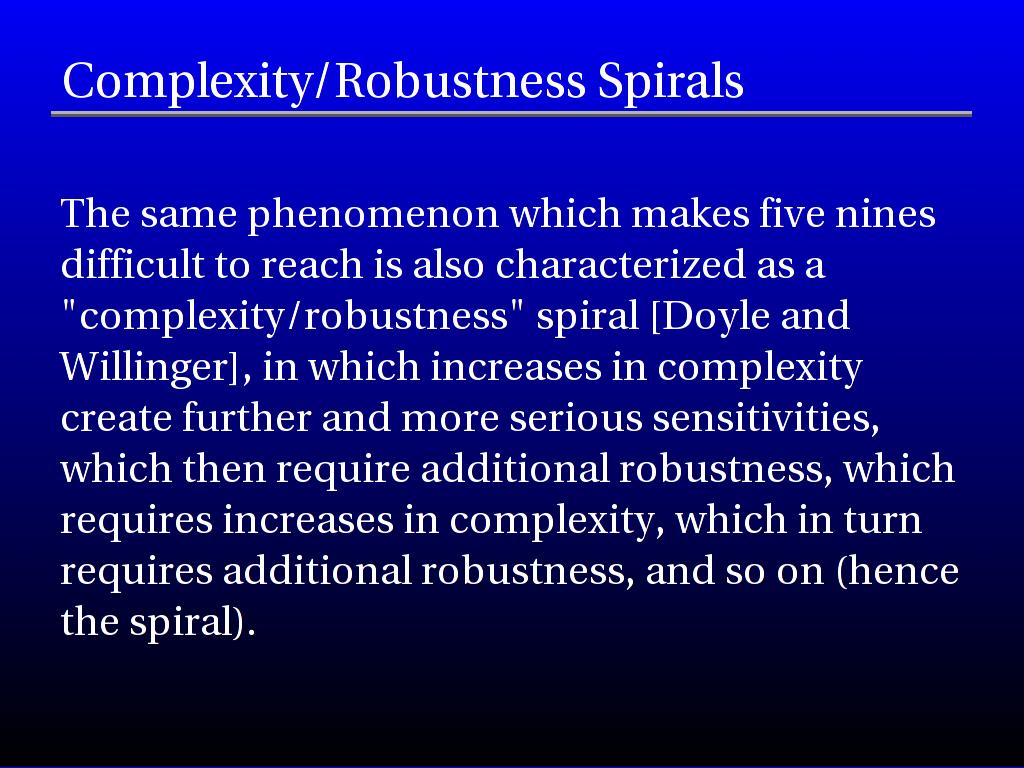 Complexity/Robustness Spirals
The same phenomenon which makes five nines
difficult to reach is also characterized as a
"complexity/robustness" spiral [Doyle and
Willinger], in which increases in complexity
create further and more serious sensitivities,
which then require additional robustness, which
requires increases in complexity, which in turn
requires additional robustness, and so on (hence
the spiral).